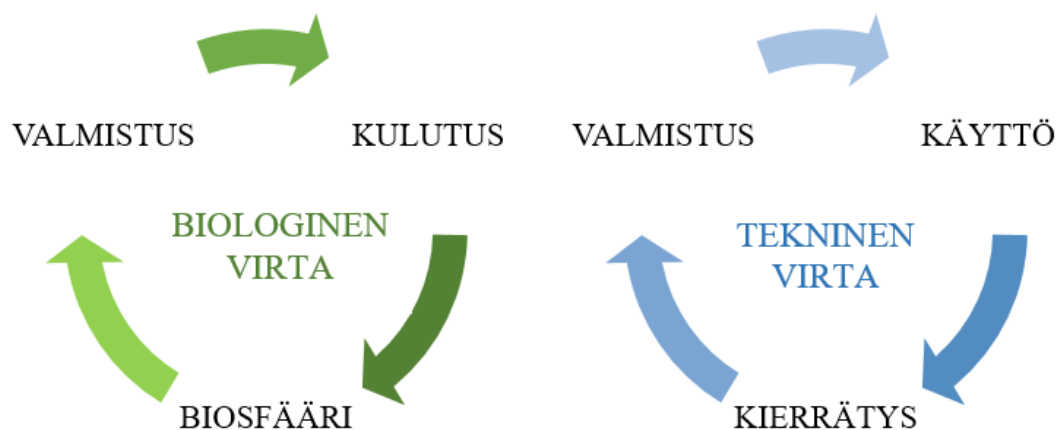 VALMISTUS
KULUTUS
BIOLOGINEN
VIRTA
BIOSFÄÄRI
VALMISTUS
KÄYTTÖ
TEKNINEN
VIRTA
KIERRÄTYS